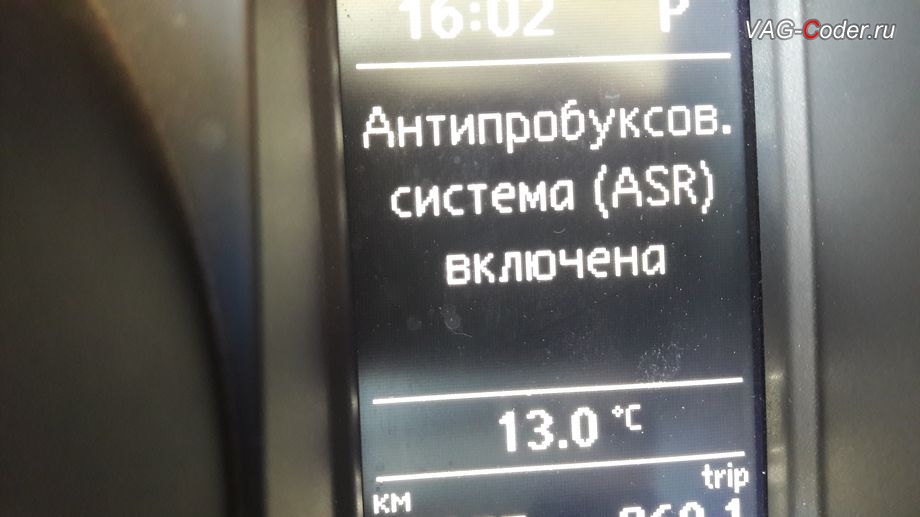 VAG-Coder.ru
16:02 P
Антипробуксов.
система (ASR)
включена
13.0 °C
trip
км